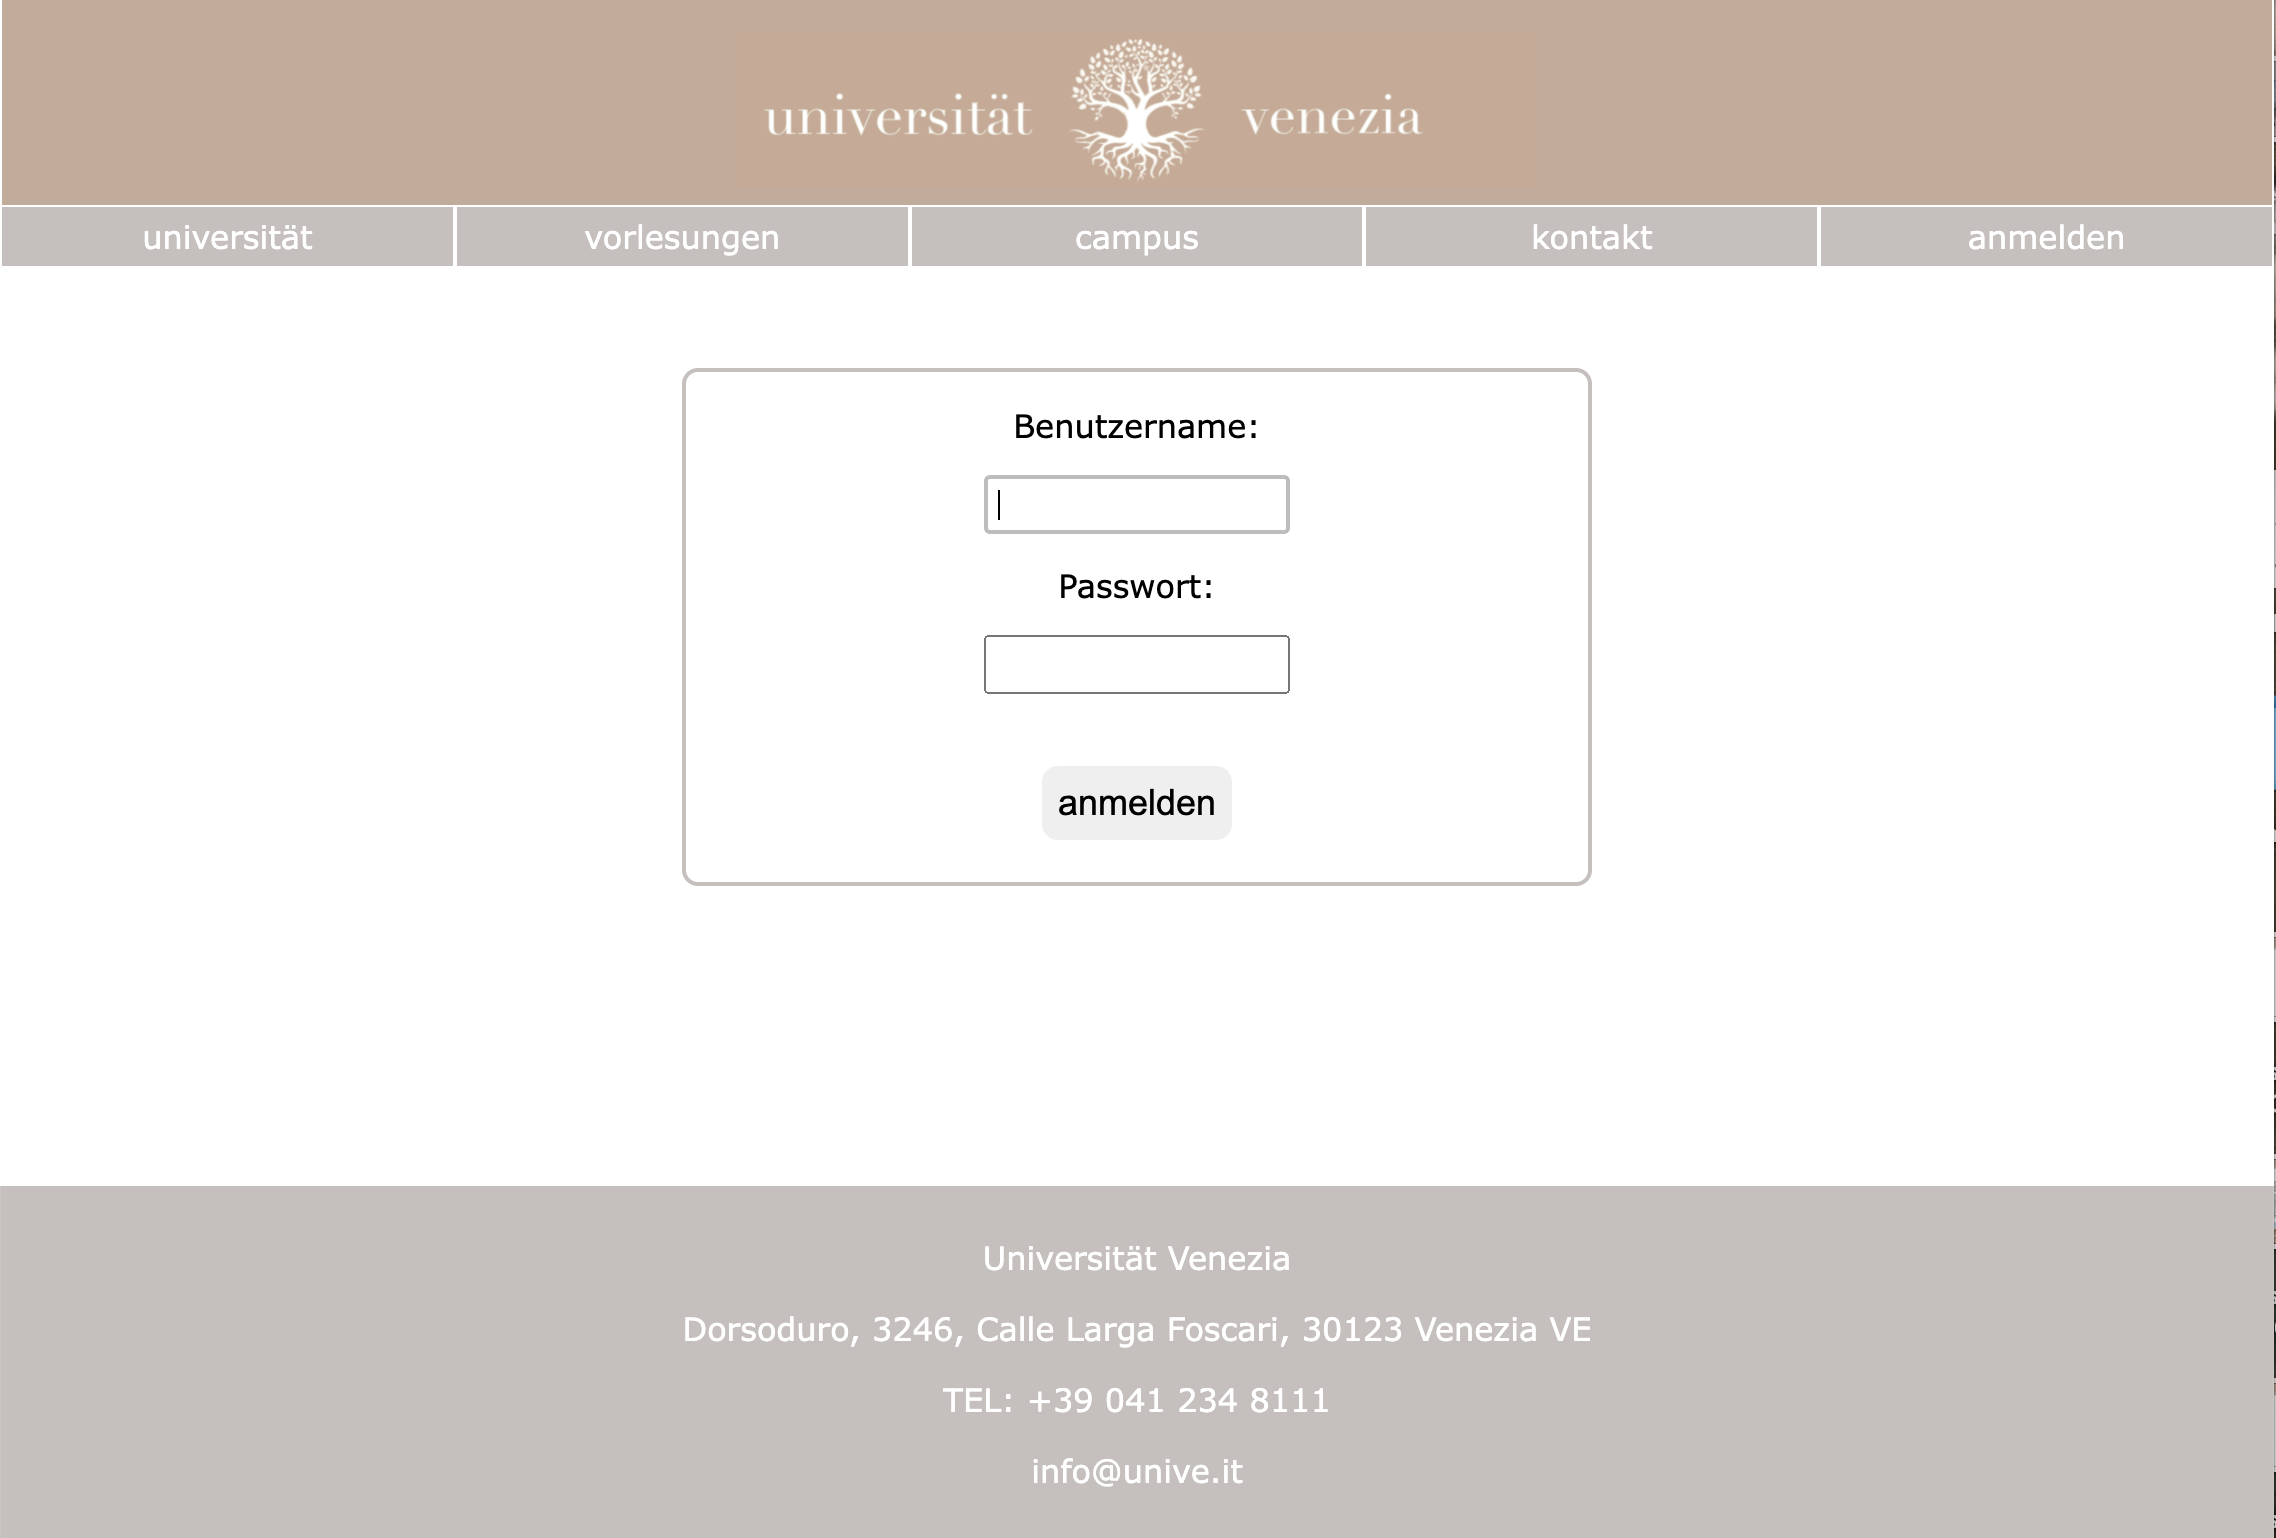 universität venezia
universität vorlesungen campus kontakt anmelden
Benutzername:
Passwort:
anmelden
Universität Venezia
Dorsoduro, 3246, Calle Larga Foscari, 30123 Venezia VE
TEL: +39 041 234 8111
info@unive.it